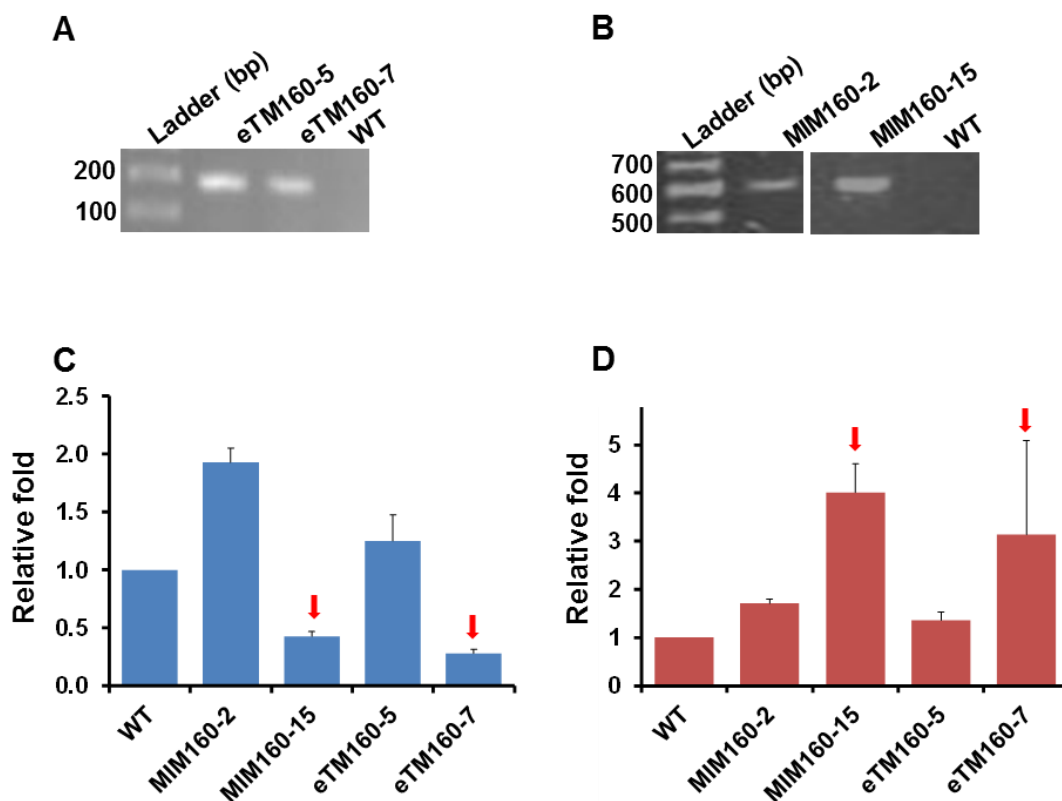 A
Ladder (bp)
eTM160-5
eTM160-7
WT
200
100
B
Ladder (bp)
MIM160-2
MIM160-15
WT
700
600
500
C
Relative fold
2.5
2.0
1.5
1.0
0.5
0.0
WT
MIM160-2
MIM160-15
eTM160-5
eTM160-7
D
Relative fold
5
4
3
2
1
0
WT
MIM160-2
MIM160-15
eTM160-5
eTM160-7